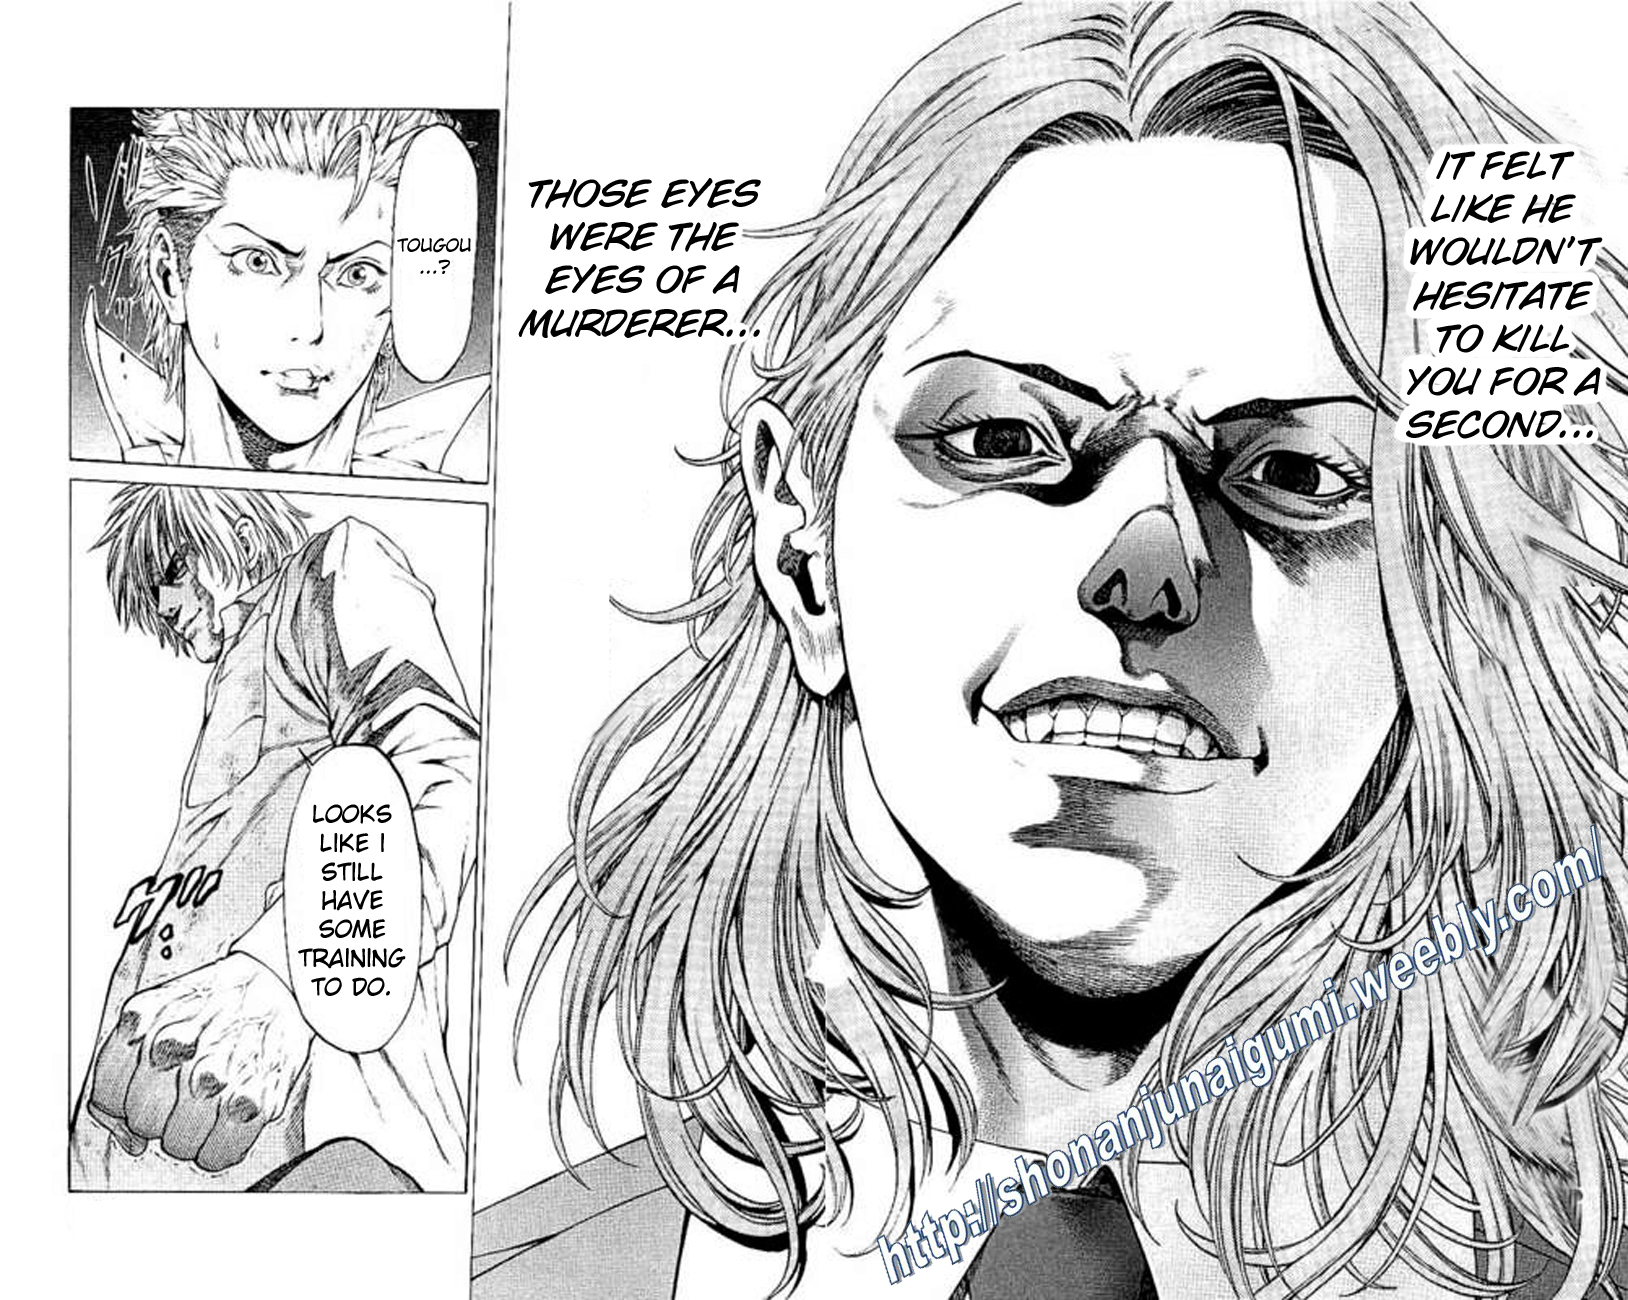 IT FELT
LIKE HE
WOULDN'T
HESITATE
TO KILL
YOU FOR A
SECOND...
THOSE EYES
WERE THE
EYES OF A
MURDERER...
TOUGOU
...?
LOOKS
LIKE I
STILL
HAVE
SOME
TRAINING
TO DO.
http://shonanjunaigumi.weebly.com/